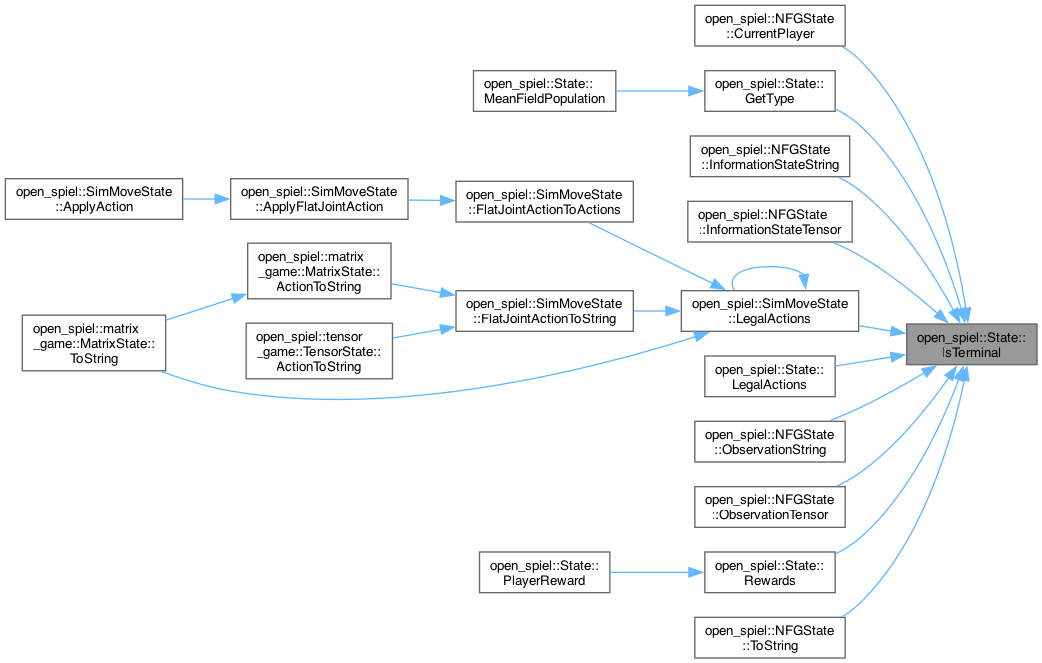 open_spiel::NFGState
::CurrentPlayer
open_spiel::State::
MeanFieldPopulation
open_spiel::State::
GetType
open_spiel::NFGState
::InformationStateString
open_spiel::SimMoveState
::ApplyAction
open_spiel::SimMoveState
::ApplyFlatJointAction
open_spiel::SimMoveState
::FlatJointActionToActions
open_spiel::NFGState
::InformationStateTensor
open_spiel::matrix
_game::MatrixState::
ActionToString
open_spiel::matrix
_game::MatrixState::
ToString
open_spiel::tensor
_game::TensorState::
ActionToString
open_spiel::SimMoveState
::FlatJointActionToString
open_spiel::SimMoveState
::LegalActions
open_spiel::State::
IsTerminal
open_spiel::State::
LegalActions
open_spiel::NFGState
::ObservationString
open_spiel::NFGState
::ObservationTensor
open_spiel::State::
PlayerReward
open_spiel::State::
Rewards
open_spiel::NFGState
::ToString